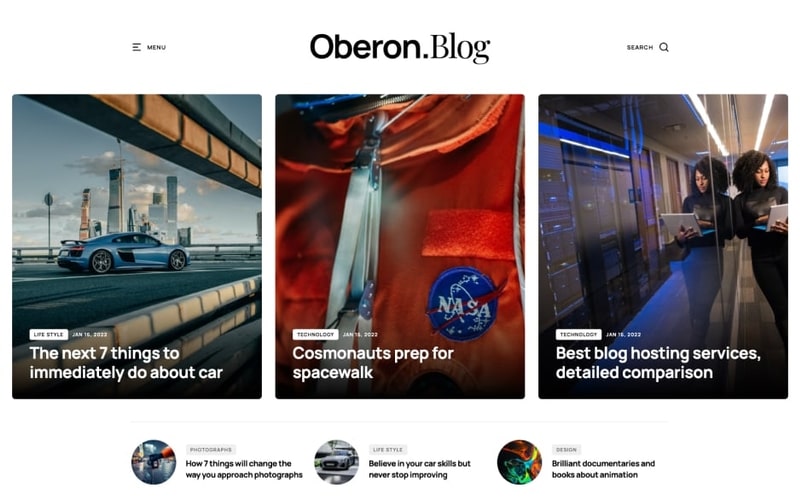 MENU
Oberon.Blog
SEARCH
LIFE STYLE JAN 16, 2022
The next 7 things to
immediately do about car
NASA
TECHNOLOGY JAN 16, 2022
Cosmonauts prep for
spacewalk
TECHNOLOGY JAN 15, 2022
Best blog hosting services,
detailed comparison
PHOTOGRAPHS
How 7 things will change the
way you approach photographs
LIFE STYLE
Believe in your car skills but
never stop improving
DESIGN
Brilliant documentaries and
books about animation